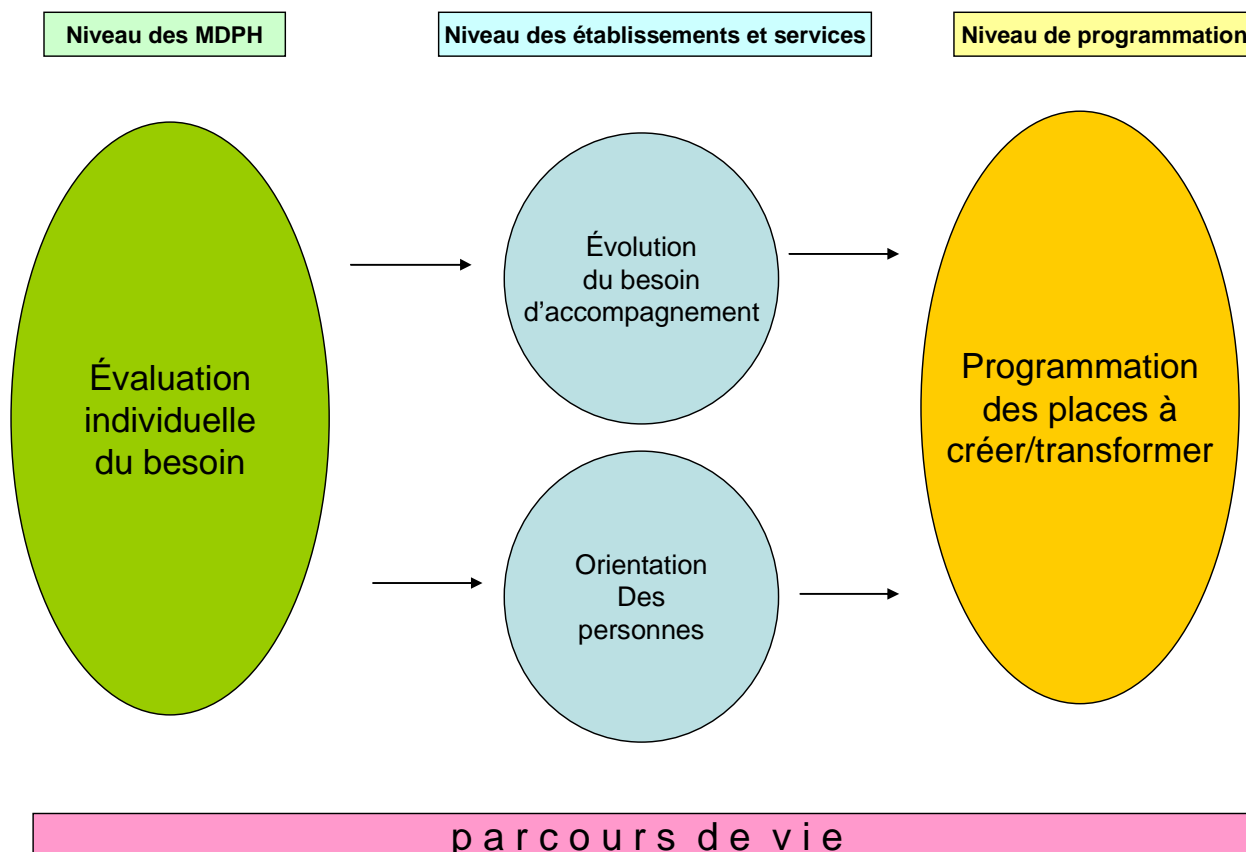 Niveau des MDPH
Niveau des établissements et services
Niveau de programmation
Évaluation
individuelle
du besoin
Évolution
du besoin
d’accompagnement
Orientation
Des
personnes
Programmation
des places à
créer/transformer
parcours de vie